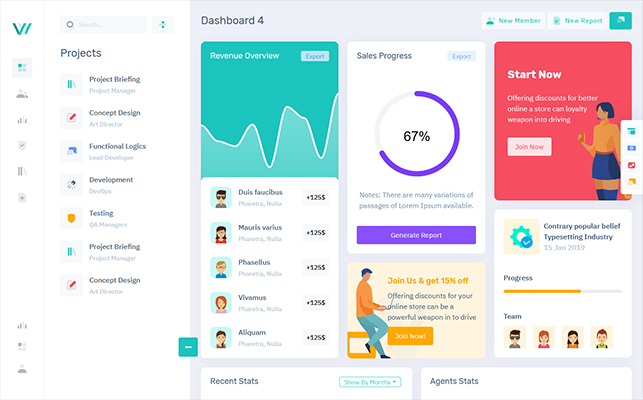 Search...
Projects
Project Briefing
Project Manager
Concept Design
Art Director
Functional Logics
Lead Developer
Development
DevOps
Testing
QA Managers
Project Briefing
Project Manager
Concept Design
Art Director
Dashboard 4
New Member
New Report
Revenue Overview
Export
Duis faucibus
Pharetra, Nulla
+125$
Mauris varius
Pharetra, Nulla
+125$
Phasellus
Pharetra, Nulla
+125$
Vivamus
Pharetra, Nulla
+125$
Aliquam
Pharetra, Nulla
+125$
Sales Progress
Export
67%
Notes: There are many variations of
passages of Lorem Ipsum available.
Generate Report
Join Us & get 15% off
Offering discounts for your
online store can be a
powerful weapon in to drive
Join Now!
Start Now
Offering discounts for better
online a store can loyalty
weapon into driving
Join Now
Contrary popular belief
Typesetting Industry
15 Jan 2019
Progress
Team
Recent Stats
Show By Months
Agents Stats